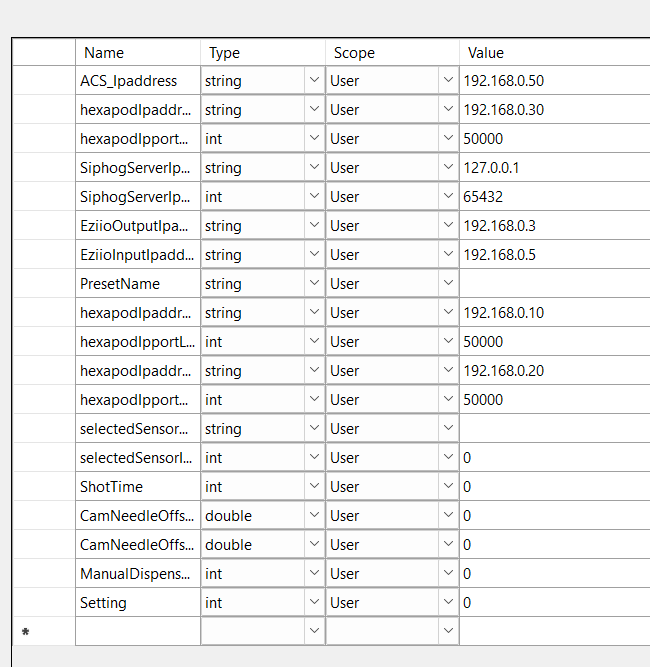 Name Type Scope Value
ACS_Ipaddress string User 192.168.0.50
hexapodIpaddr... string User 192.168.0.30
hexapodIpport... int User 50000
SiphogServerIp... string User 127.0.0.1
SiphogServerIp... int User 65432
EziioOutputIpa... string User 192.168.0.3
EziioInputIpadd... string User 192.168.0.5
PresetName string User
hexapodIpaddr... string User 192.168.0.10
hexapodIpportL... int User 50000
hexapodIpaddr... string User 192.168.0.20
hexapodIpport... int User 50000
selectedSensor... string User
selectedSensorI... int User 0
ShotTime int User 0
CamNeedleOffs... double User 0
CamNeedleOffs... double User 0
ManualDispens... int User 0
Setting int User 0
*